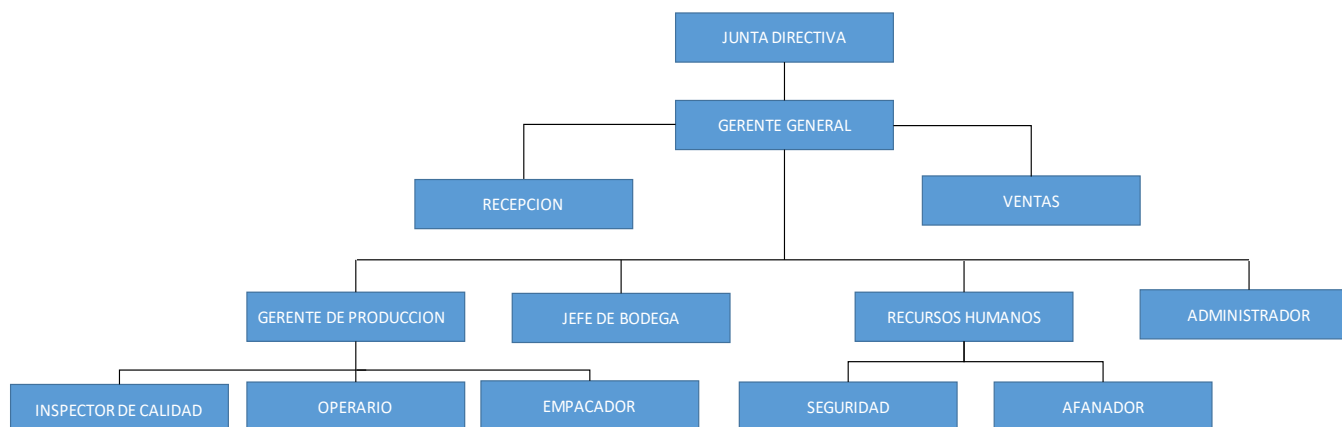 JUNTA DIRECTIVA
GERENTE GENERAL
RECEPCION
VENTAS
GERENTE DE PRODUCCION
JEFE DE BODEGA
RECURSOS HUMANOS
ADMINISTRADOR
INSPECTOR DE CALIDAD
OPERARIO
EMPACADOR
SEGURIDAD
AFANADOR